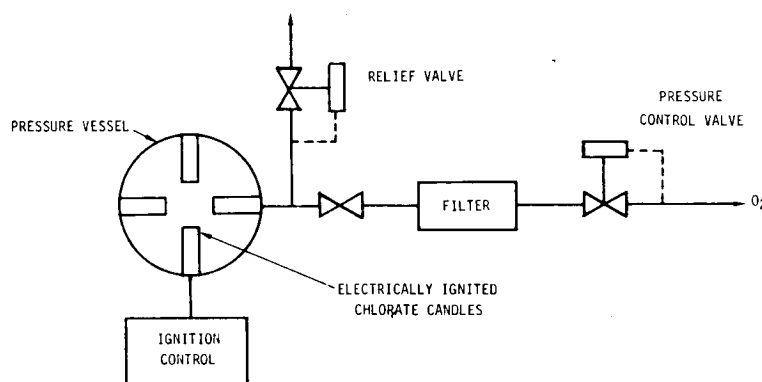 RELIEF VALVE
PRESSURE
CONTROL VALVE
PRESSURE VESSEL
FILTER
O2
ELECTRICALLY IGNITED
CHLORATE CANDLES
IGNITION
CONTROL